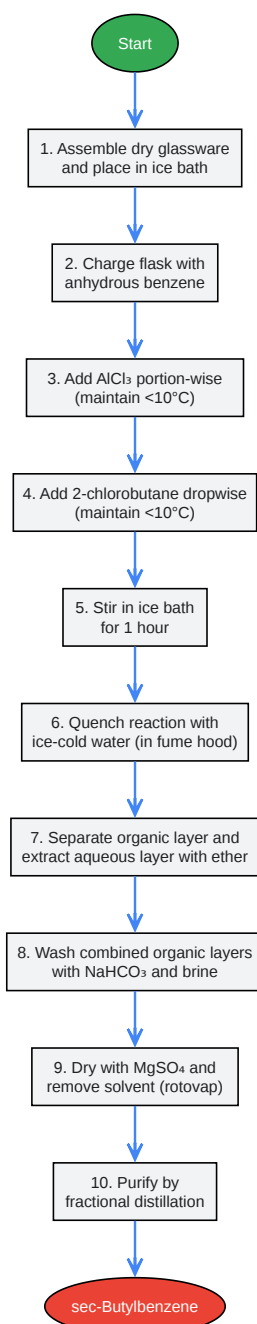 Start
1. Assemble dry glassware
and place in ice bath
2. Charge flask with
anhydrous benzene
3. Add AlCl₃ portion-wise
(maintain <10°C)
4. Add 2-chlorobutane dropwise
(maintain <10°C)
5. Stir in ice bath
for 1 hour
6. Quench reaction with
ice-cold water (in fume hood)
7. Separate organic layer and
extract aqueous layer with ether
8. Wash combined organic layers
with NaHCO₃ and brine
9. Dry with MgSO₄ and
remove solvent (rotovap)
10. Purify by
fractional distillation
sec-Butylbenzene